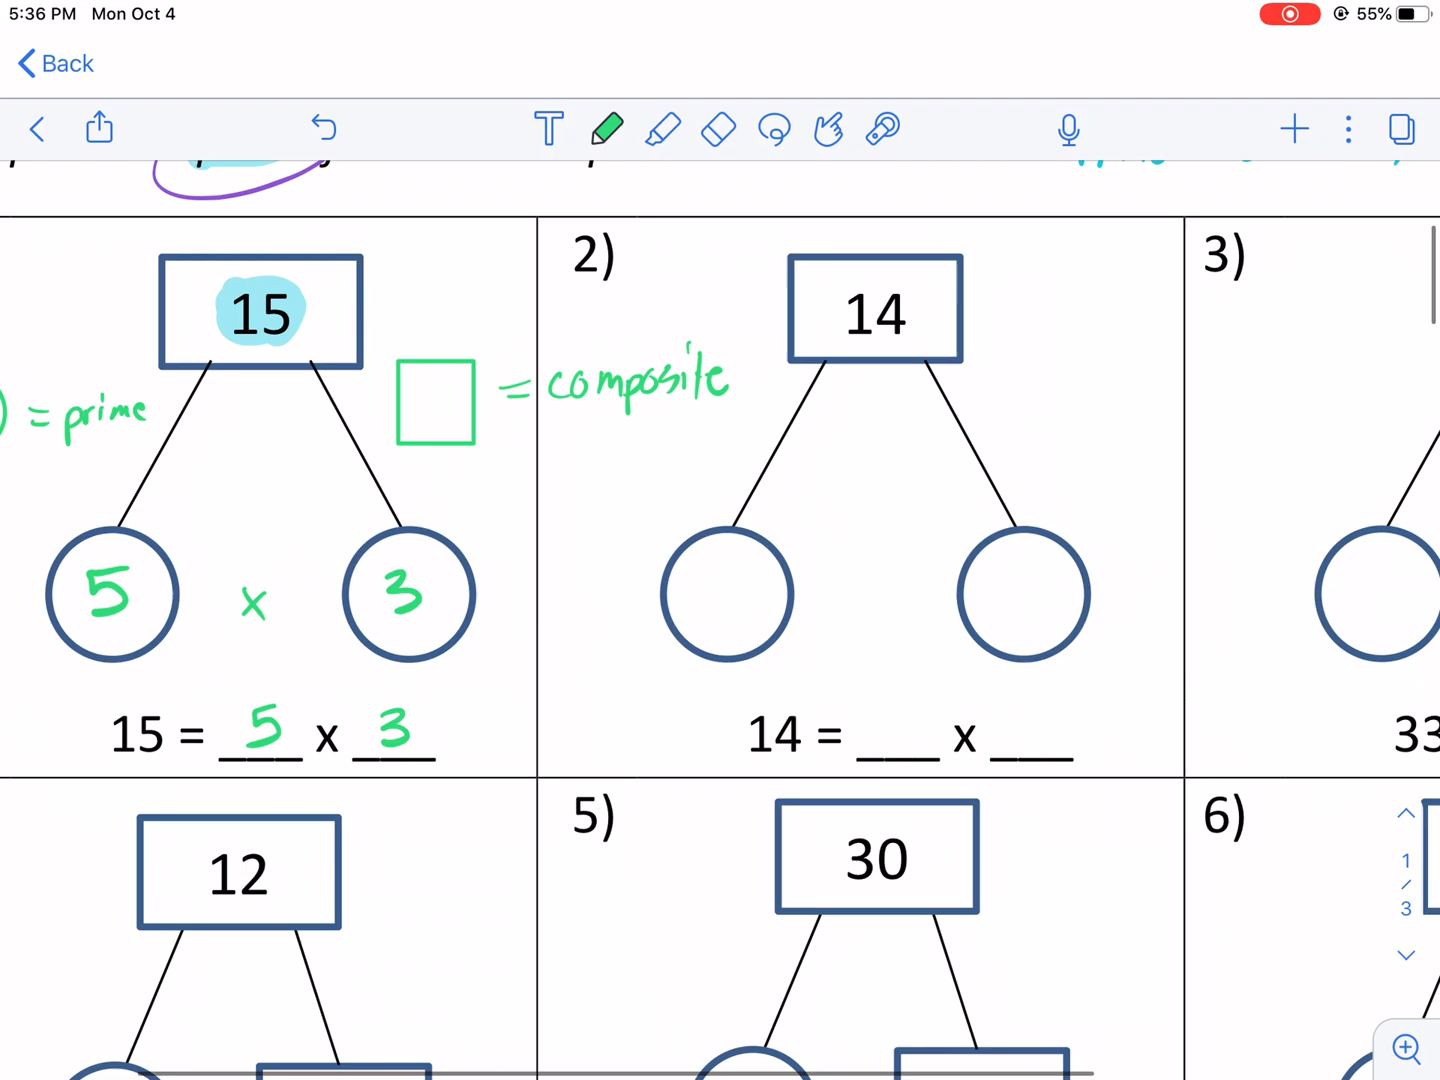 5:36 PM Mon Oct 4
55%
Back
2)
3)
15
14
= prime
= composite
5 x 3
15 = 5 x 3
14 = ___ x ___
33
5)
6)
12
30
1
/
3